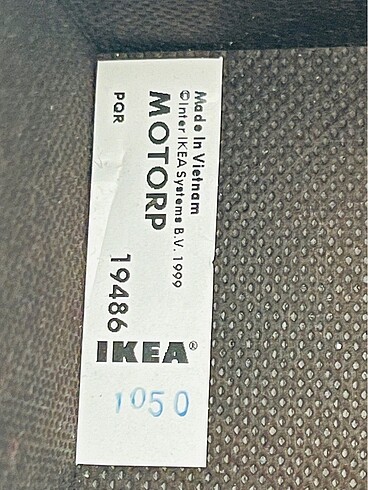 Made in Vietnam
©Inter IKEA Systems B.V. 1999
MOTORP
PQR
19486
IKEA®
1050